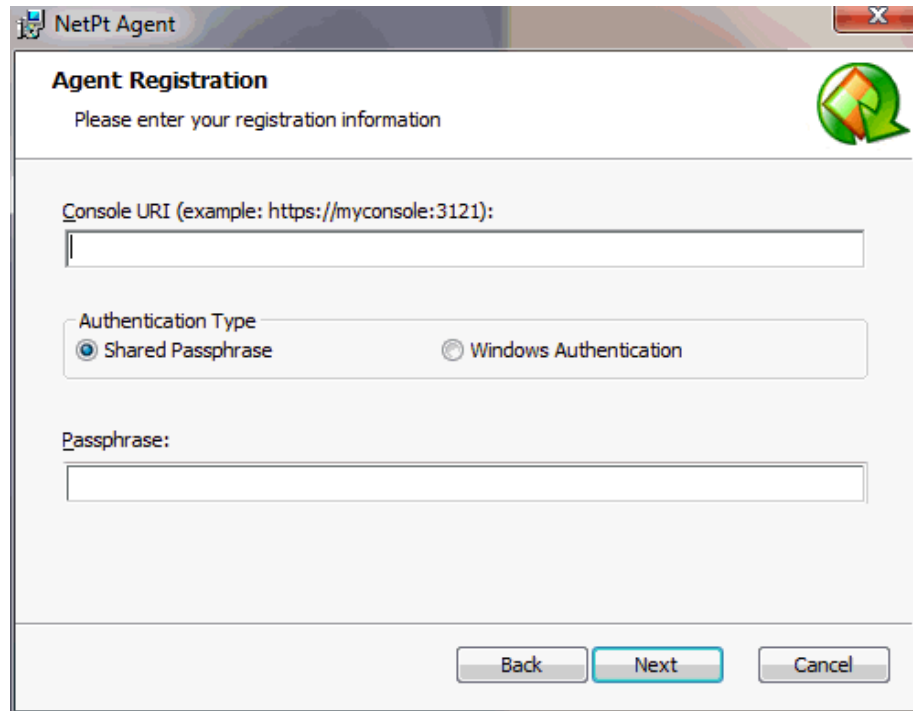 NetPt Agent
Agent Registration
Please enter your registration information
Console URI (example: https://myconsole:3121):
Authentication Type
Shared Passphrase
Windows Authentication
Passphrase:
Back
Next
Cancel